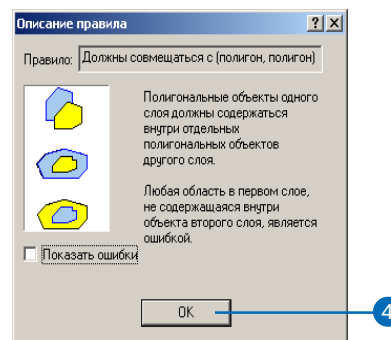 Описание правила
Правило: Должны совмещаться с (полигон, полигон)
Полигональные объекты одного
слоя должны содержаться
внутри отдельных
полигональных объектов
другого слоя.
Любая область в первом слое,
не содержащаяся внутри
объекта второго слоя, является
ошибкой.
Показать ошибки
OK
4